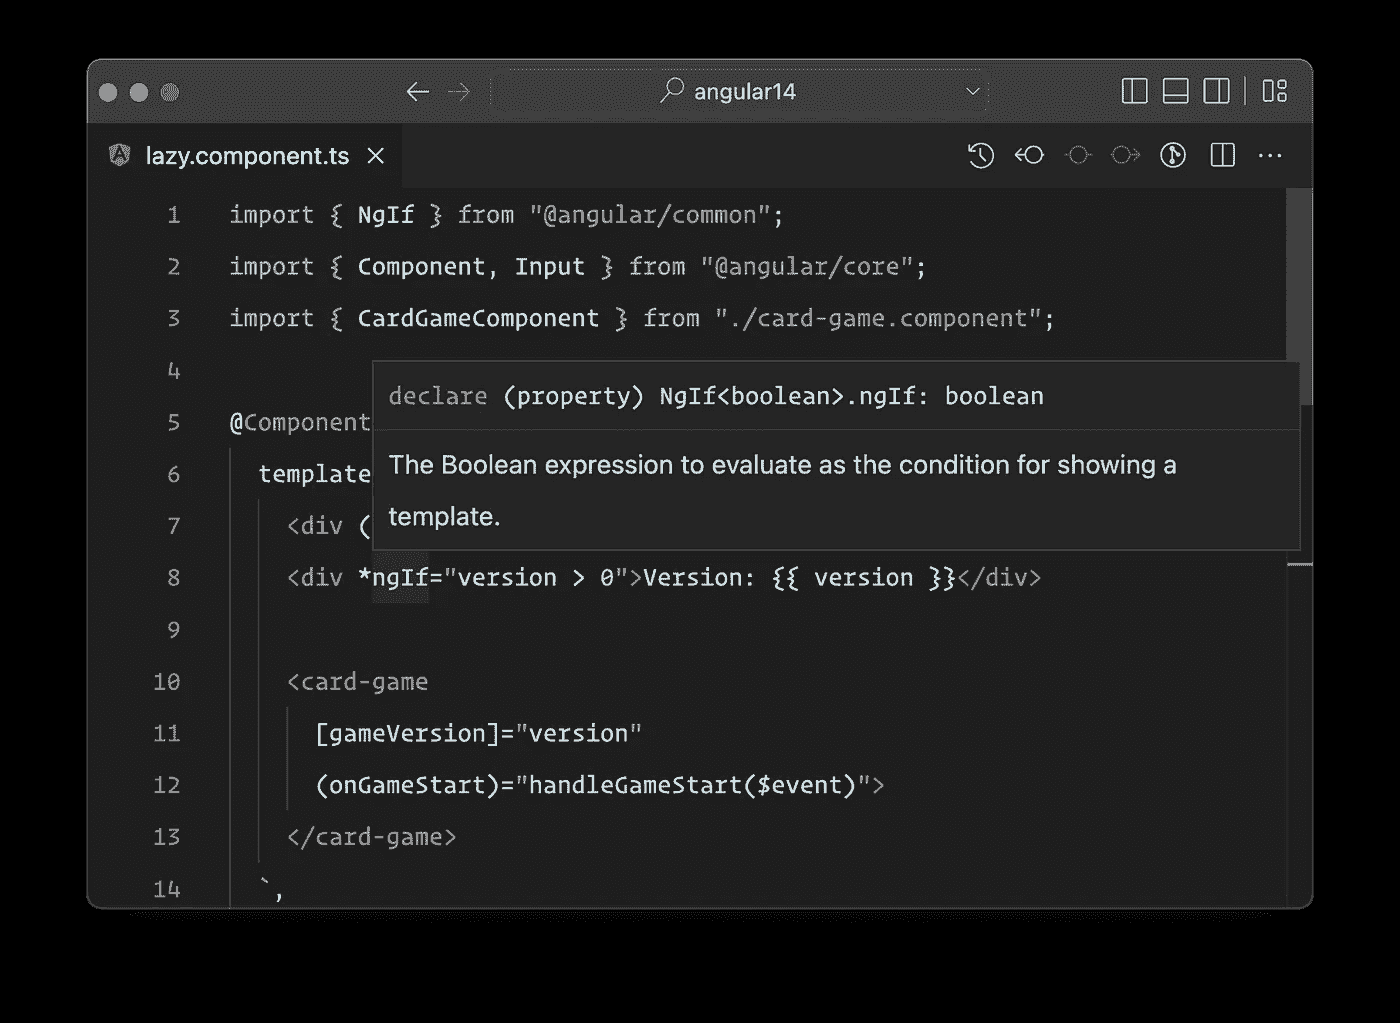 angular14
lazy.component.ts
1 import { NgIf } from "@angular/common";
2 import { Component, Input } from "@angular/core";
3 import { CardGameComponent } from "./card-game.component";
4
declare (property) NgIf<boolean>.ngIf: boolean
5 @Component
The Boolean expression to evaluate as the condition for showing a
6 template
template.
7 <div (
8 <div *ngIf="version > 0">Version: {{ version }}</div>
9
10 <card-game
11 [gameVersion]="version"
12 (onGameStart)="handleGameStart($event)">
13 </card-game>
14 `,